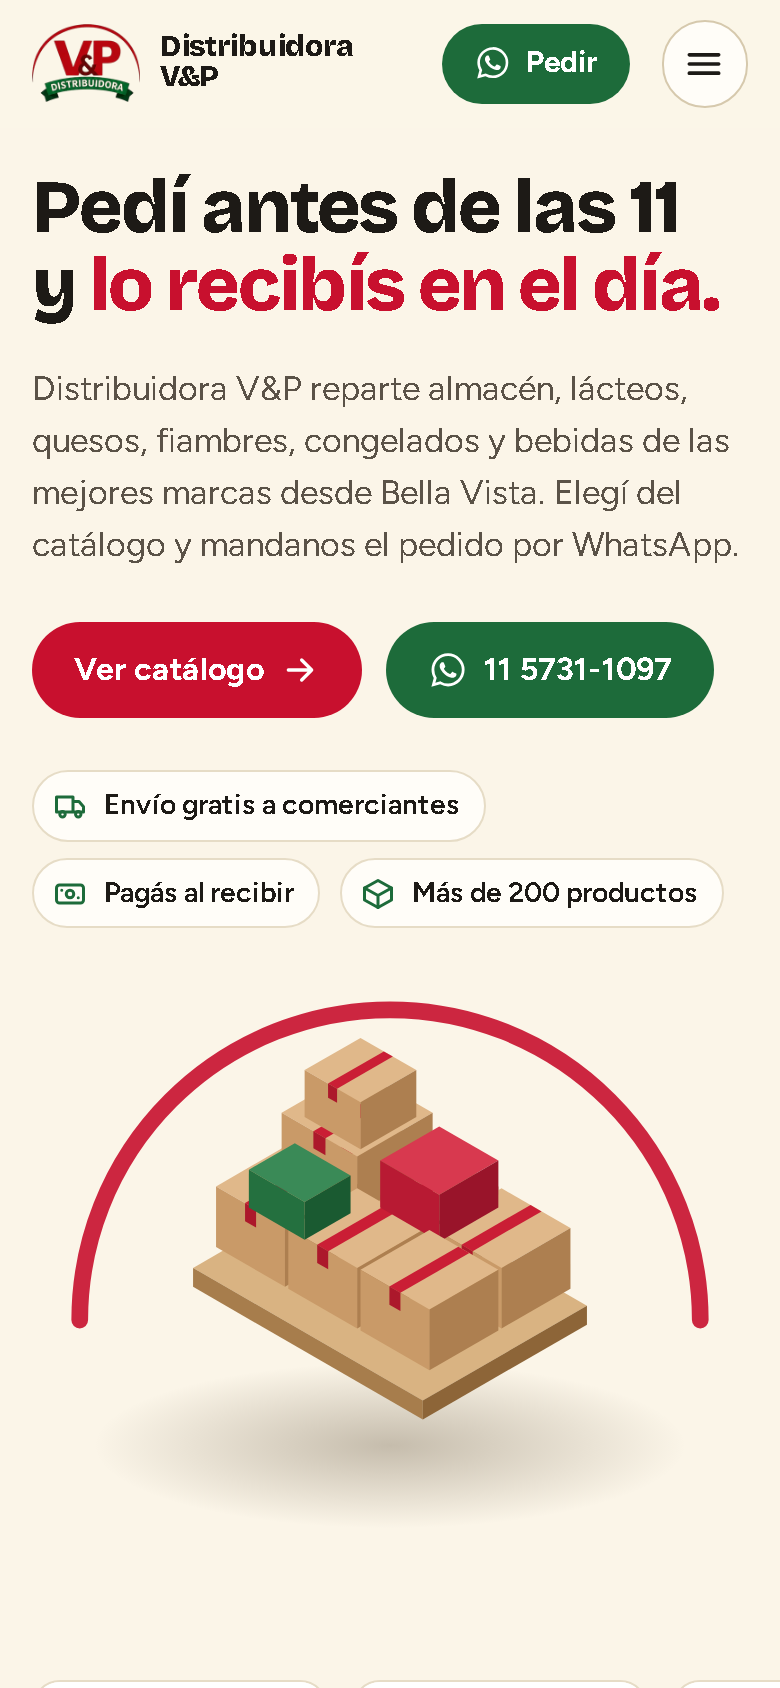 V&P
DISTRIBUIDORA
Distribuidora
V&P
Pedir
Pedí antes de las 11
y lo recibís en el día.
Distribuidora V&P reparte almacén, lácteos,
quesos, fiambres, congelados y bebidas de las
mejores marcas desde Bella Vista. Elegí del
catálogo y mandanos el pedido por WhatsApp.
Ver catálogo
11 5731-1097
Envío gratis a comerciantes
Pagás al recibir
Más de 200 productos